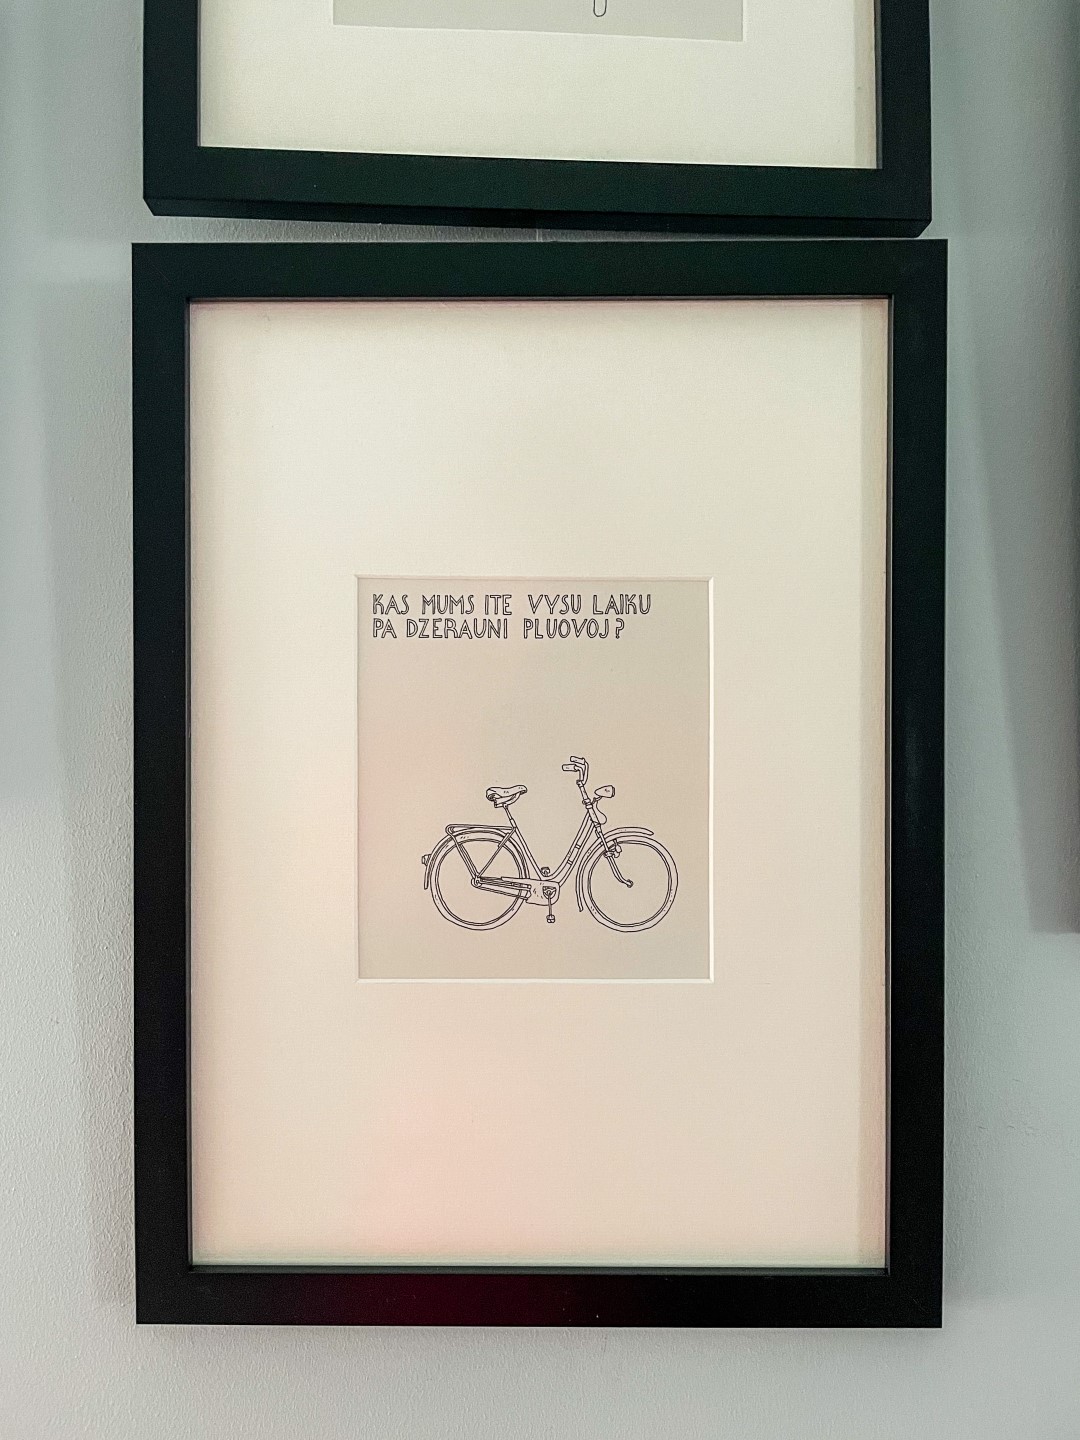 KAS MUMS ITE VYSU LAIKU
PA DZERAUNI PLUOVOJ?